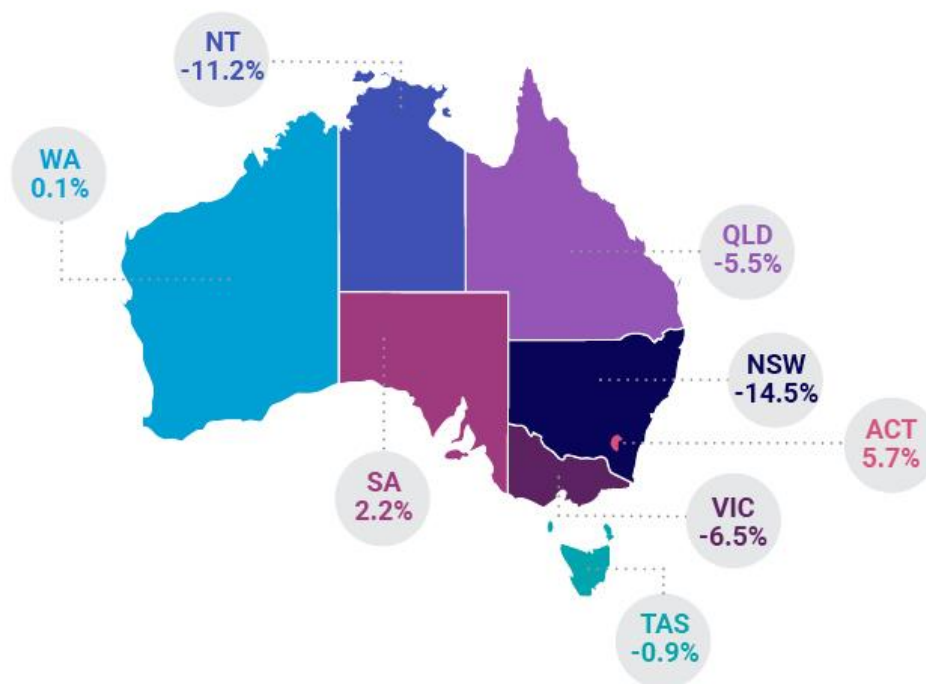 NT
-11.2%
WA
0.1%
QLD
-5.5%
NSW
-14.5%
ACT
5.7%
SA
2.2%
VIC
-6.5%
TAS
-0.9%